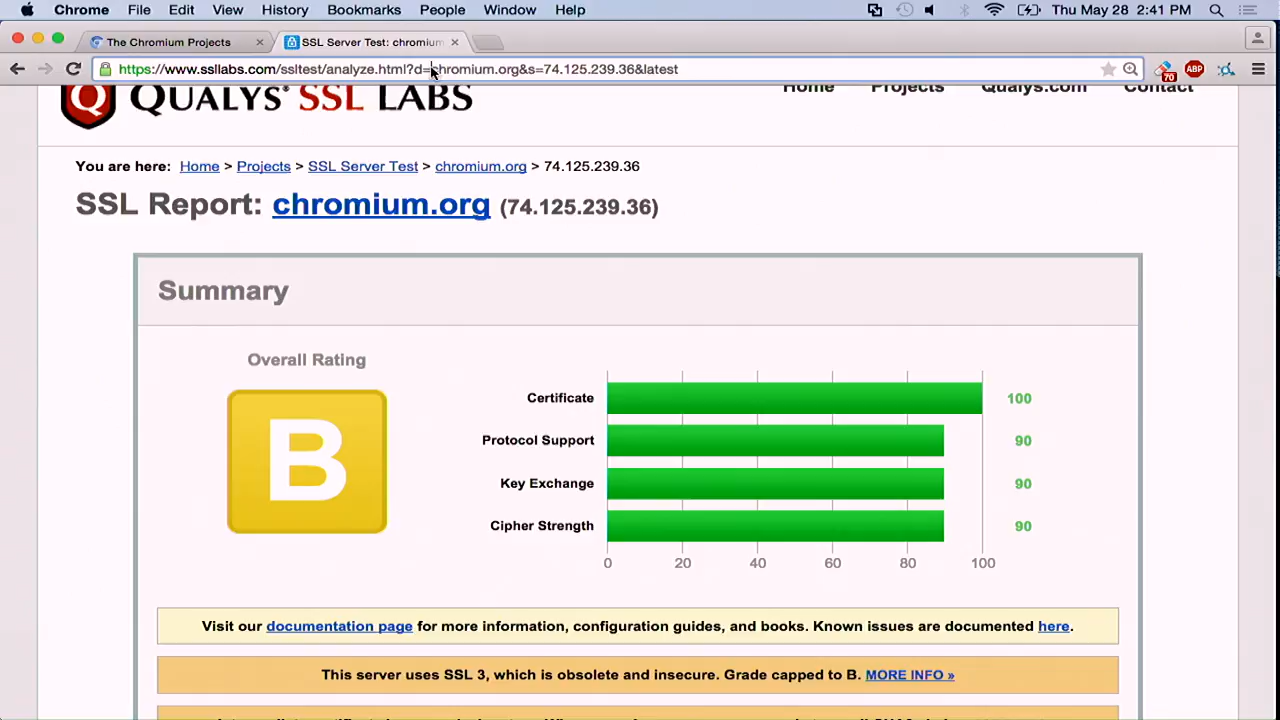 Chrome File Edit View History Bookmarks People Window Help Thu May 28 2:41 PM
The Chromium Projects SSL Server Test: chromium
https://www.ssllabs.com/ssltest/analyze.html?d=chromium.org&s=74.125.239.36&latest 70 ABP
QUALYS® SSL LABS Home Projects Qualys.com Contact
You are here: Home > Projects > SSL Server Test > chromium.org > 74.125.239.36
SSL Report: chromium.org (74.125.239.36)
Summary
Overall Rating
B
Certificate 100
Protocol Support 90
Key Exchange 90
Cipher Strength 90
0 20 40 60 80 100
Visit our documentation page for more information, configuration guides, and books. Known issues are documented here.
This server uses SSL 3, which is obsolete and insecure. Grade capped to B. MORE INFO »